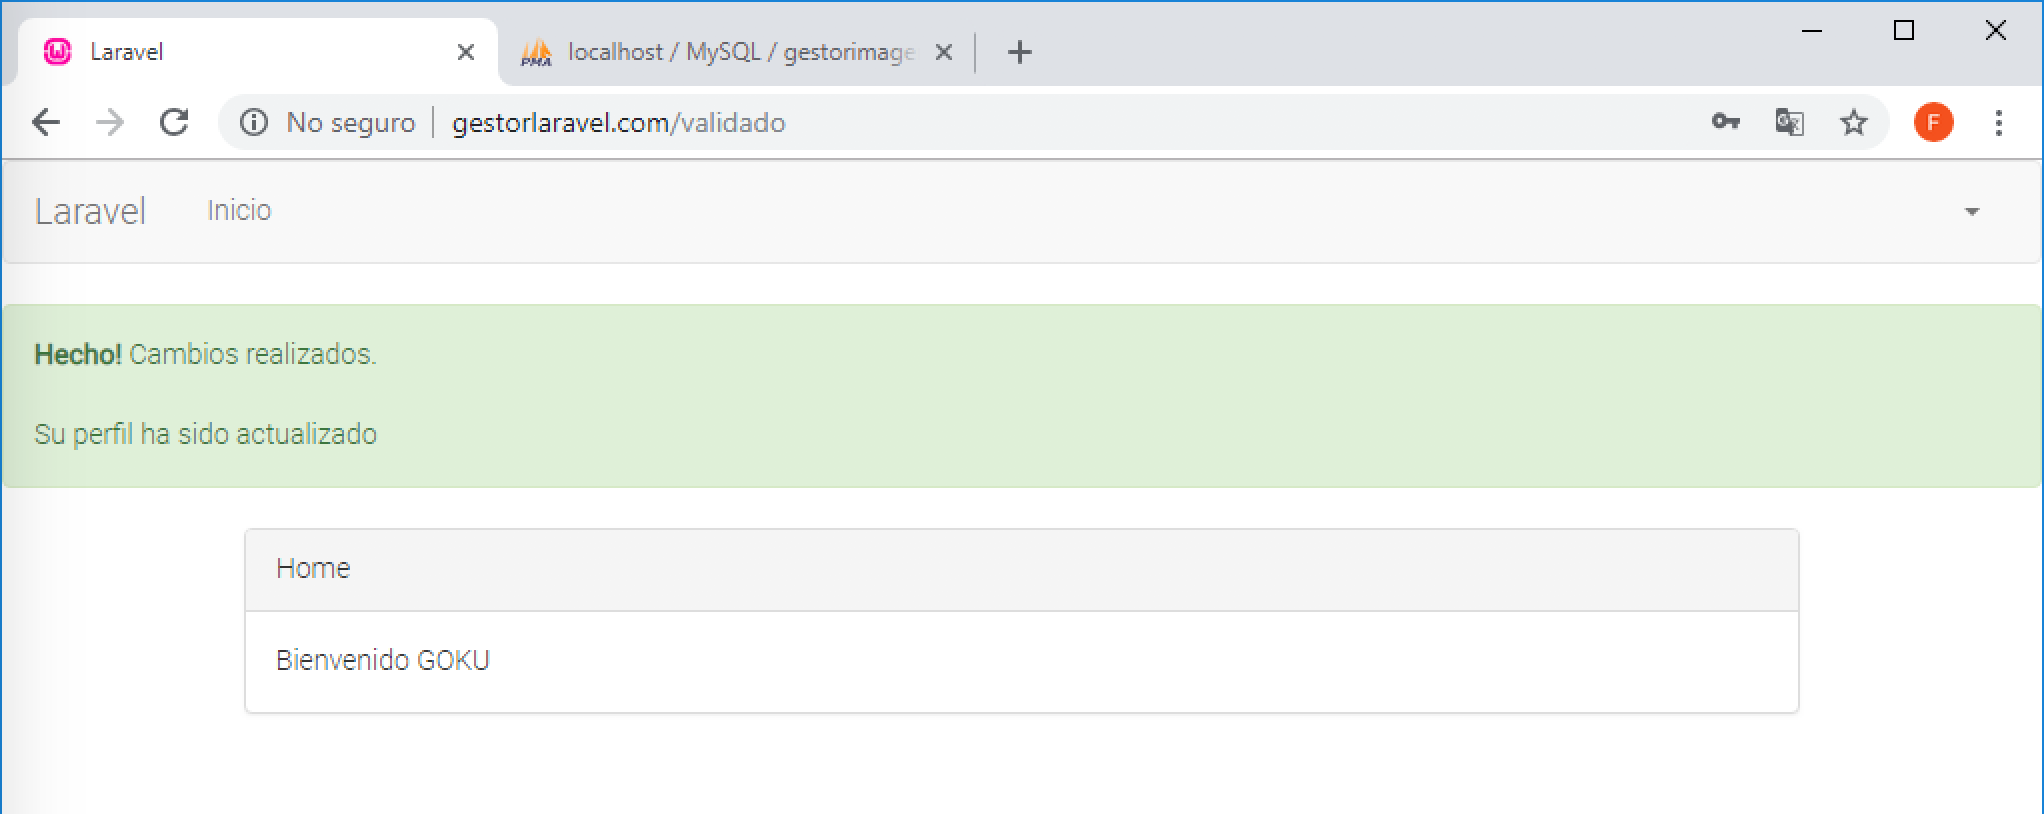 Laravel
localhost / MySQL / gestorimage
PMA
No seguro
gestorlaravel.com/validado
F
Laravel
Inicio
Hecho! Cambios realizados.
Su perfil ha sido actualizado
Home
Bienvenido GOKU